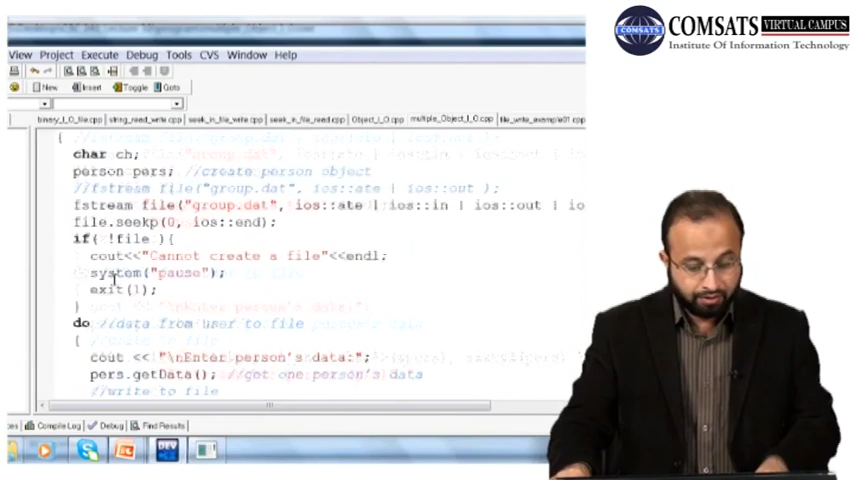 COMSATS VIRTUAL CAMPUS
COMSATS
Institute Of Information Technology
View Project Execute Debug Tools CVS Window Help
New Insert Toggle Goto
binary_I_O_file.cpp string_reed_write.cpp seek_in_file_write.cpp seek_in_file_reed.cpp Object_I_O.cpp multiple_Object_I_O.cpp file_write_example01.cpp
{
char ch;
person pers; //create person object
//fstream file("group.dat", ios::ate | ios::out );
fstream file("group.dat", ios::ate | ios::in | ios::out | ios
file.seekp(0, ios::end);
if( !file ){
cout<<"Cannot create a file"<<endl;
system("pause");
exit(1);
}
do //data from user to file
{
cout << "\nEnter person's data:";
pers.getData(); //get one person's data
//write to file
Compile Log Debug Find Results
DEV